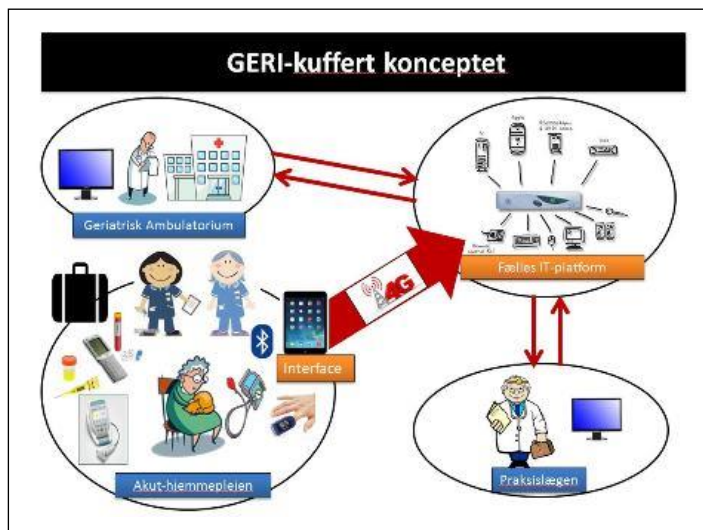 GERI-kuffert konceptet
Geriatrisk Ambulatorium
Fælles IT-platform
4G
Interface
Akut-hjemmeplejen
Praksislægen